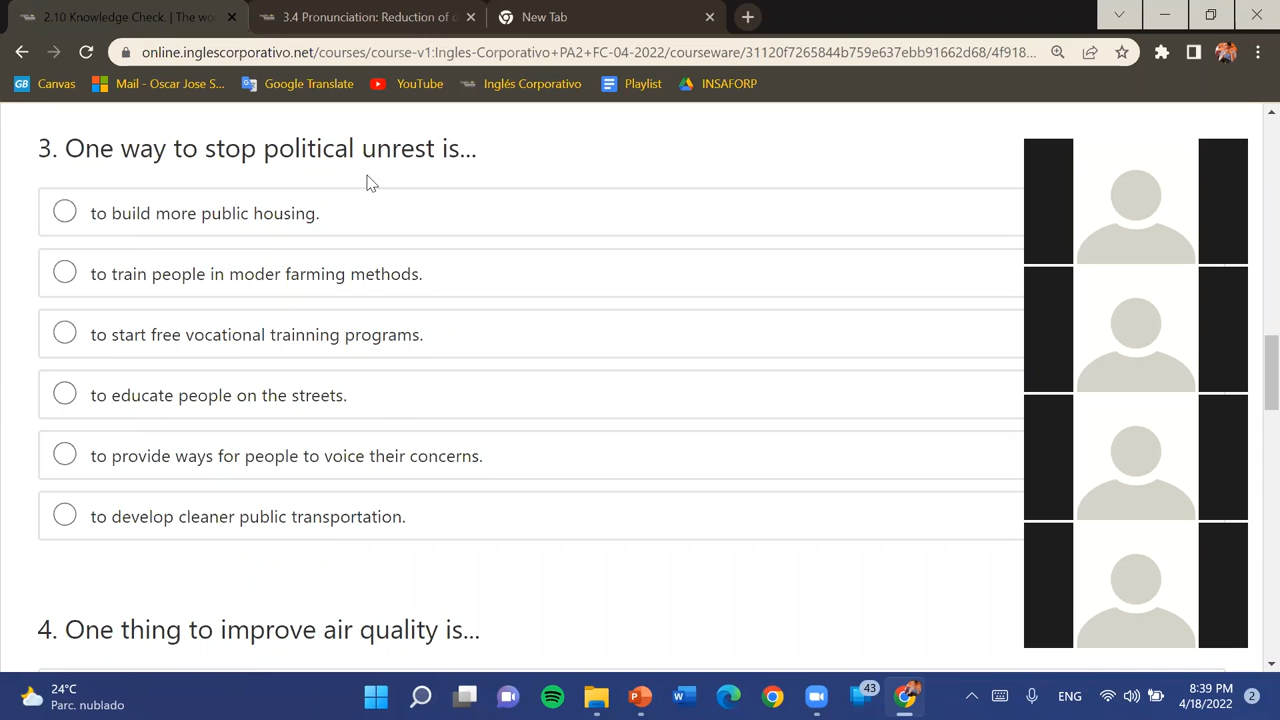 2.10 Knowledge Check. | The wo
3.4 Pronunciation: Reduction of
New Tab
online.inglescorporativo.net/courses/course-v1:Ingles-Corporativo+PA2+FC-04-2022/courseware/31120f7265844b759e637ebb91662d68/4f918...
GB Canvas
Mail - Oscar Jose S...
Google Translate
YouTube
Inglés Corporativo
Playlist
INSAFORP
3. One way to stop political unrest is...
to build more public housing.
to train people in moder farming methods.
to start free vocational trainning programs.
to educate people on the streets.
to provide ways for people to voice their concerns.
to develop cleaner public transportation.
4. One thing to improve air quality is...
24°C
Parc. nublado
43
ENG
8:39 PM
4/18/2022
2